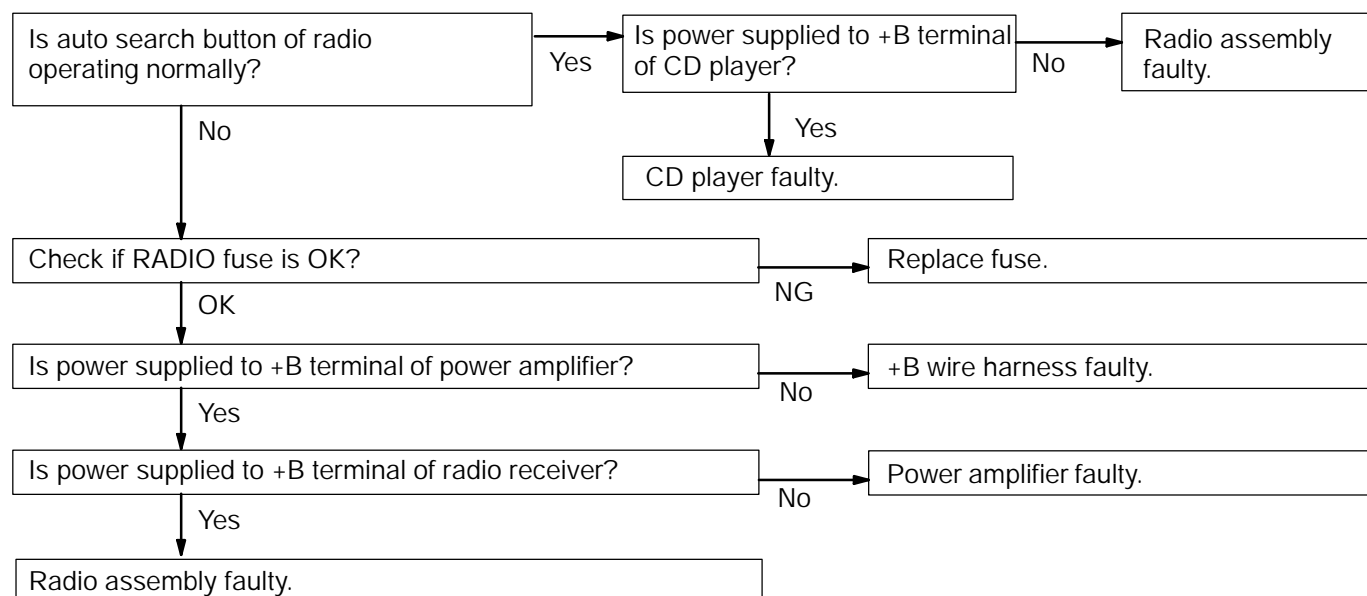 Is auto search button of radio
operating normally?
Yes
Is power supplied to +B terminal
of CD player?
No
Radio assembly
faulty.
No
Yes
CD player faulty.
Check if RADIO fuse is OK?
NG
Replace fuse.
OK
Is power supplied to +B terminal of power amplifier?
No
+B wire harness faulty.
Yes
Is power supplied to +B terminal of radio receiver?
No
Power amplifier faulty.
Yes
Radio assembly faulty.